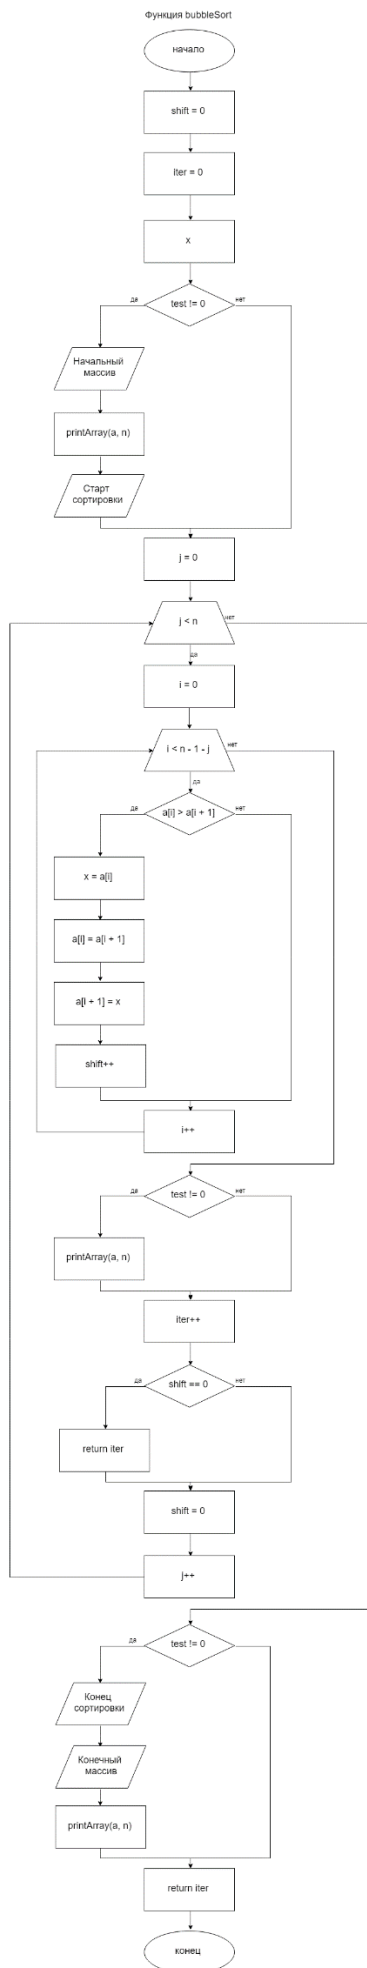 Функция bubbleSort
начало
shift = 0
iter = 0
x
test != 0
да
нет
Начальный
массив
printArray(a, n)
Старт
сортировки
j = 0
j < n
нет
да
i = 0
i < n - 1 - j
нет
да
a[i] > a[i + 1]
да
нет
x = a[i]
a[i] = a[i + 1]
a[i + 1] = x
shift++
i++
test != 0
да
нет
printArray(a, n)
iter++
shift == 0
да
нет
return iter
shift = 0
j++
test != 0
да
нет
Конец
сортировки
Конечный
массив
printArray(a, n)
return iter
конец